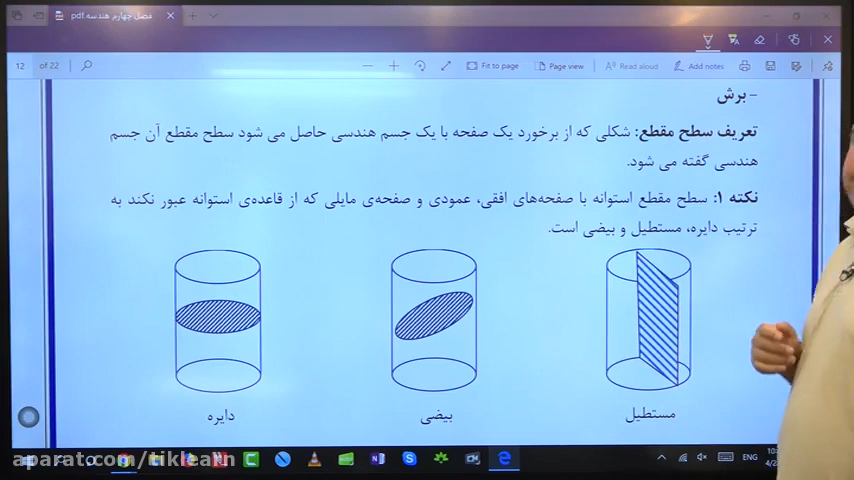 فصل چهارم هندسه.pdf
12 of 22
Fit to page
Page view
Read aloud
Add notes
- برش
تعریف سطح مقطع: شکلی که از برخورد یک صفحه با یک جسم هندسی حاصل می شود سطح مقطع آن جسم
هندسی گفته می شود.
نکته ۱: سطح مقطع استوانه با صفحه‌های افقی، عمودی و صفحه‌ی مایلی که از قاعده‌ی استوانه عبور نکند به
ترتیب دایره، مستطیل و بیضی است.
دایره
بیضی
مستطیل
ENG
aparat.com/tiklearn